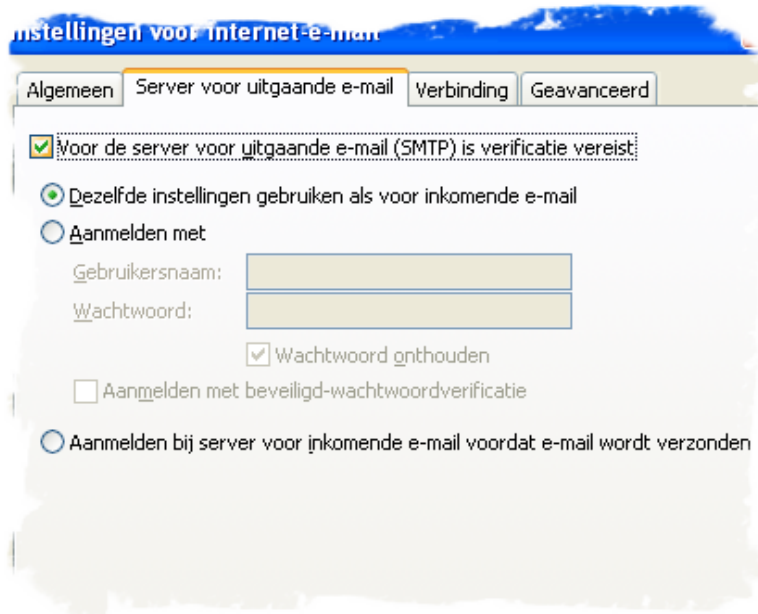 nstellingen voor internet-e-mail
Algemeen Server voor uitgaande e-mail Verbinding Geavanceerd
Voor de server voor uitgaande e-mail (SMTP) is verificatie vereist
Dezelfde instellingen gebruiken als voor inkomende e-mail
Aanmelden met
Gebruikersnaam:
Wachtwoord:
Wachtwoord onthouden
Aanmelden met beveiligd-wachtwoordverificatie
Aanmelden bij server voor inkomende e-mail voordat e-mail wordt verzonden